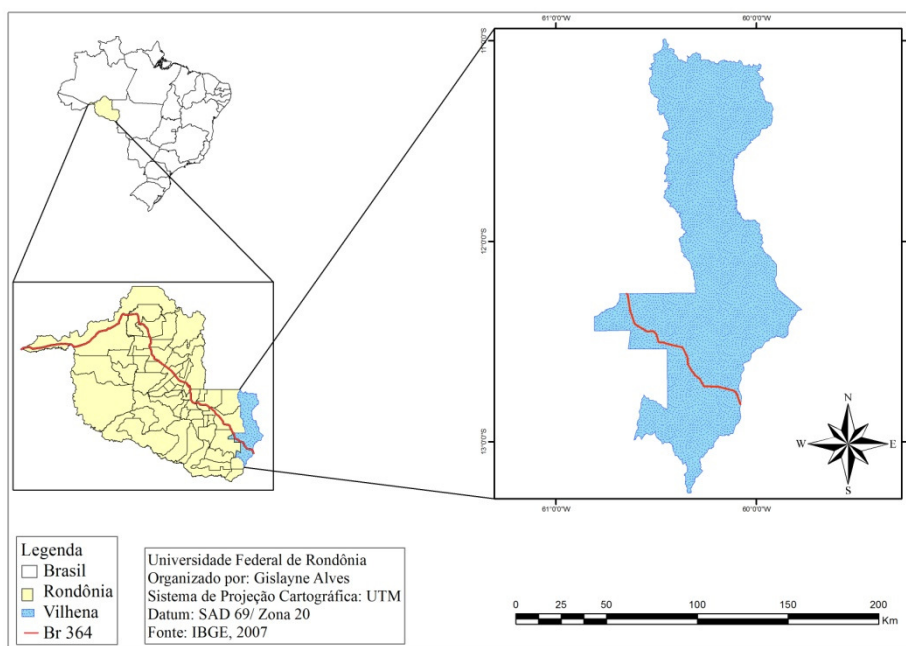 61°0'0"W
60°0'0"W
11°0'0"S
12°0'0"S
13°0'0"S
N
W
E
S
61°0'0"W
60°0'0"W
Legenda
Brasil
Rondônia
Vilhena
Br 364
Universidade Federal de Rondônia
Organizado por: Gislayne Alves
Sistema de Projeção Cartográfica: UTM
Datum: SAD 69/ Zona 20
Fonte: IBGE, 2007
0 25 50 100 150 200
Km